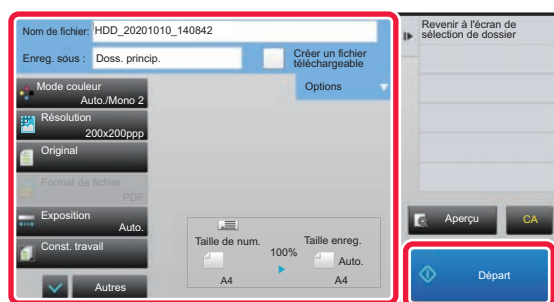 Nom de fichier: HDD_20201010_140842
Enreg. sous : Doss. princip.
Créer un fichier
téléchargeable
Options
Mode couleur
Auto./Mono 2
Résolution
200x200ppp
Original
Format de fichier
PDF
Exposition
Auto.
Const. travail
Autres
Taille de num.
A4
100%
Taille enreg.
Auto.
A4
Revenir à l'écran de
sélection de dossier
Aperçu
CA
Départ